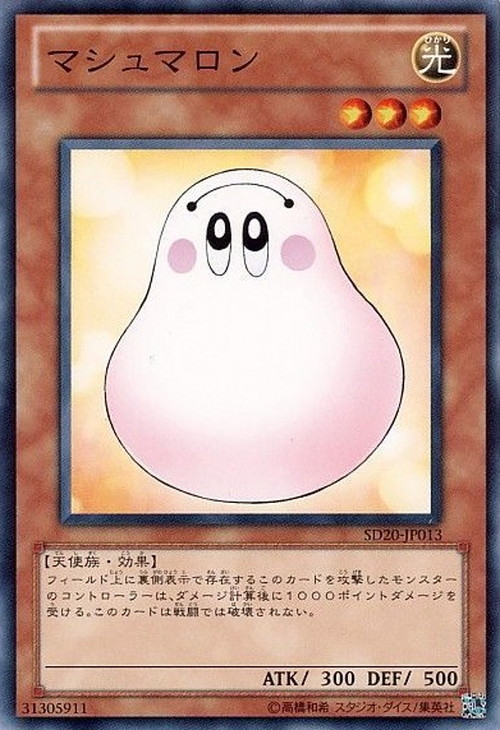 マシュマロン
ひかり
光
SD20-JP013
【天使族・効果】
フィールド上に裏側表示で存在するこのカードを攻撃したモンスター
のコントローラーは、ダメージ計算後に1000ポイントダメージを
受ける。このカードは戦闘では破壊されない。
ATK/ 300 DEF/ 500
31305911
©高橋和希 スタジオ・ダイス/集英社